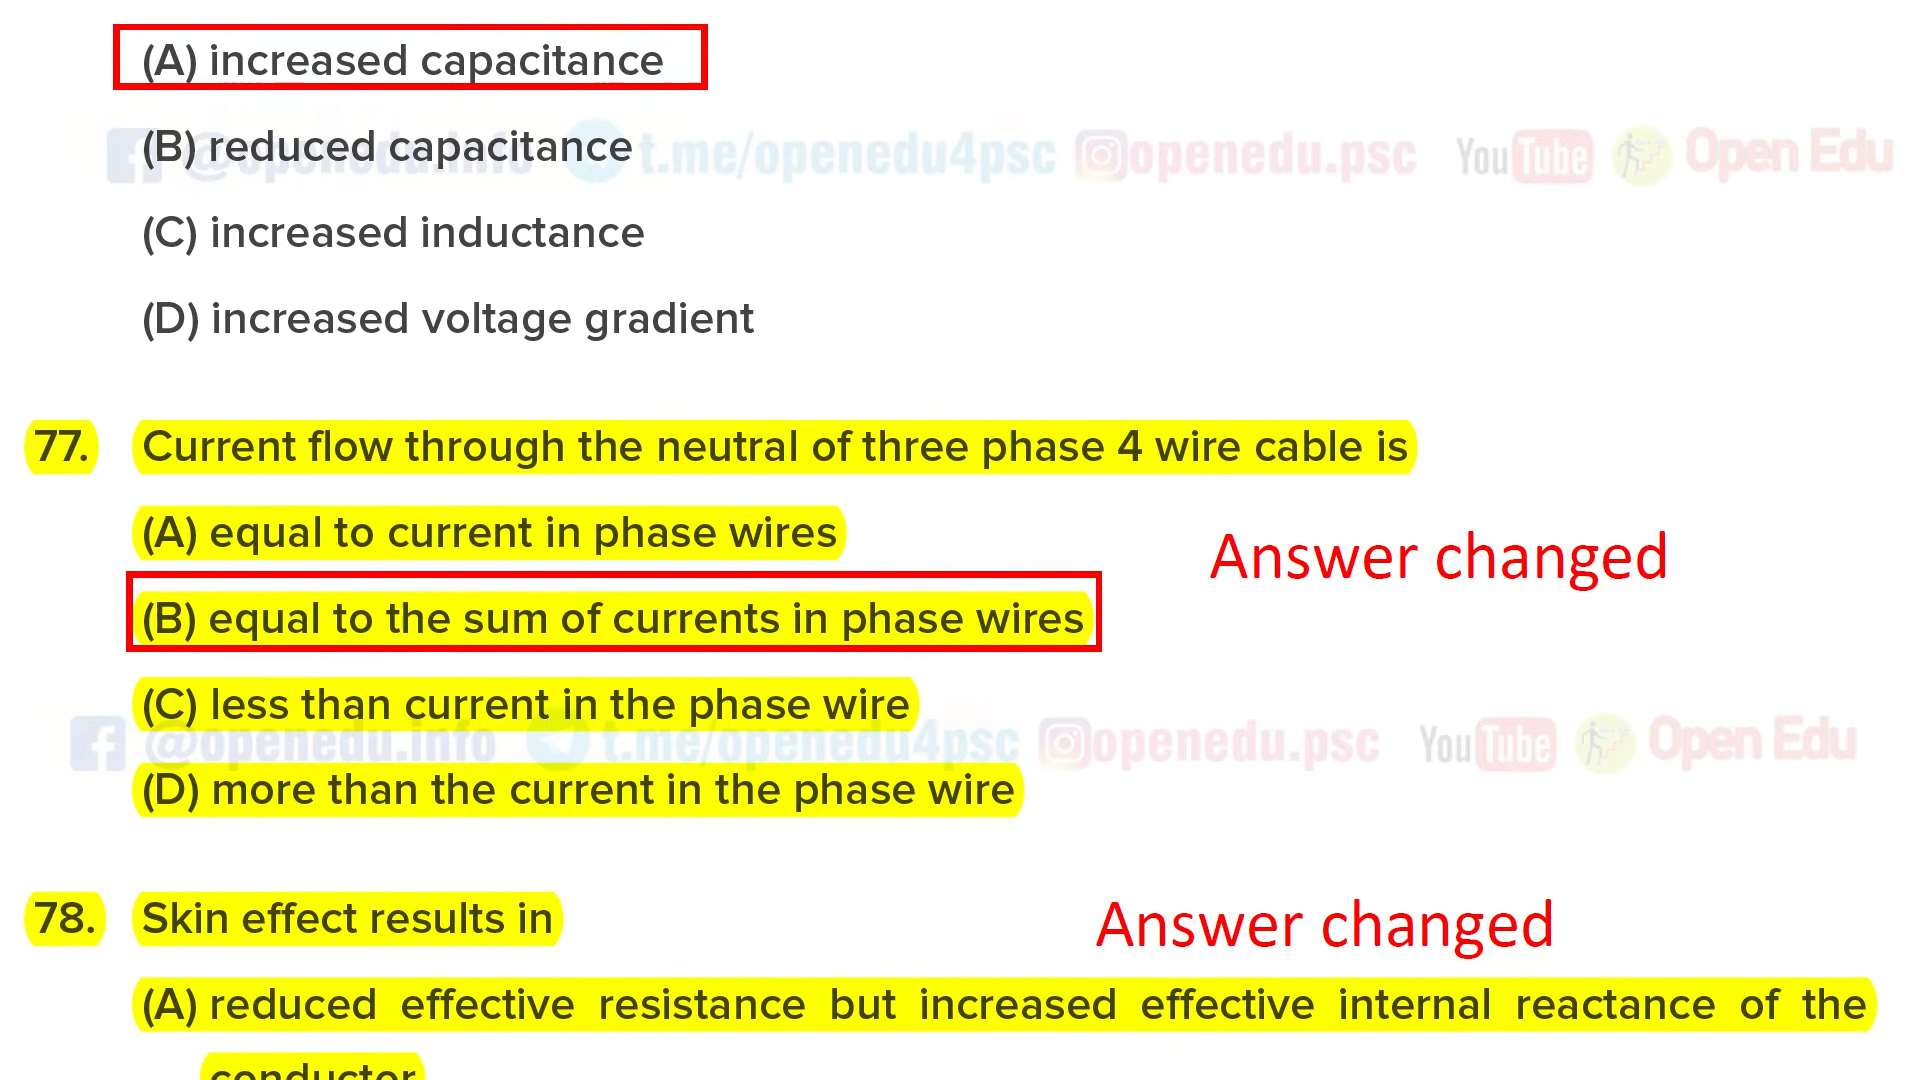 (A) increased capacitance
@openedu.info t.me/openedu4psc openedu.psc YouTube Open Edu
(B) reduced capacitance
(C) increased inductance
(D) increased voltage gradient
77. Current flow through the neutral of three phase 4 wire cable is
(A) equal to current in phase wires
Answer changed
(B) equal to the sum of currents in phase wires
(C) less than current in the phase wire
@openedu.info t.me/openedu4psc openedu.psc YouTube Open Edu
(D) more than the current in the phase wire
78. Skin effect results in
Answer changed
(A) reduced effective resistance but increased effective internal reactance of the
conductor